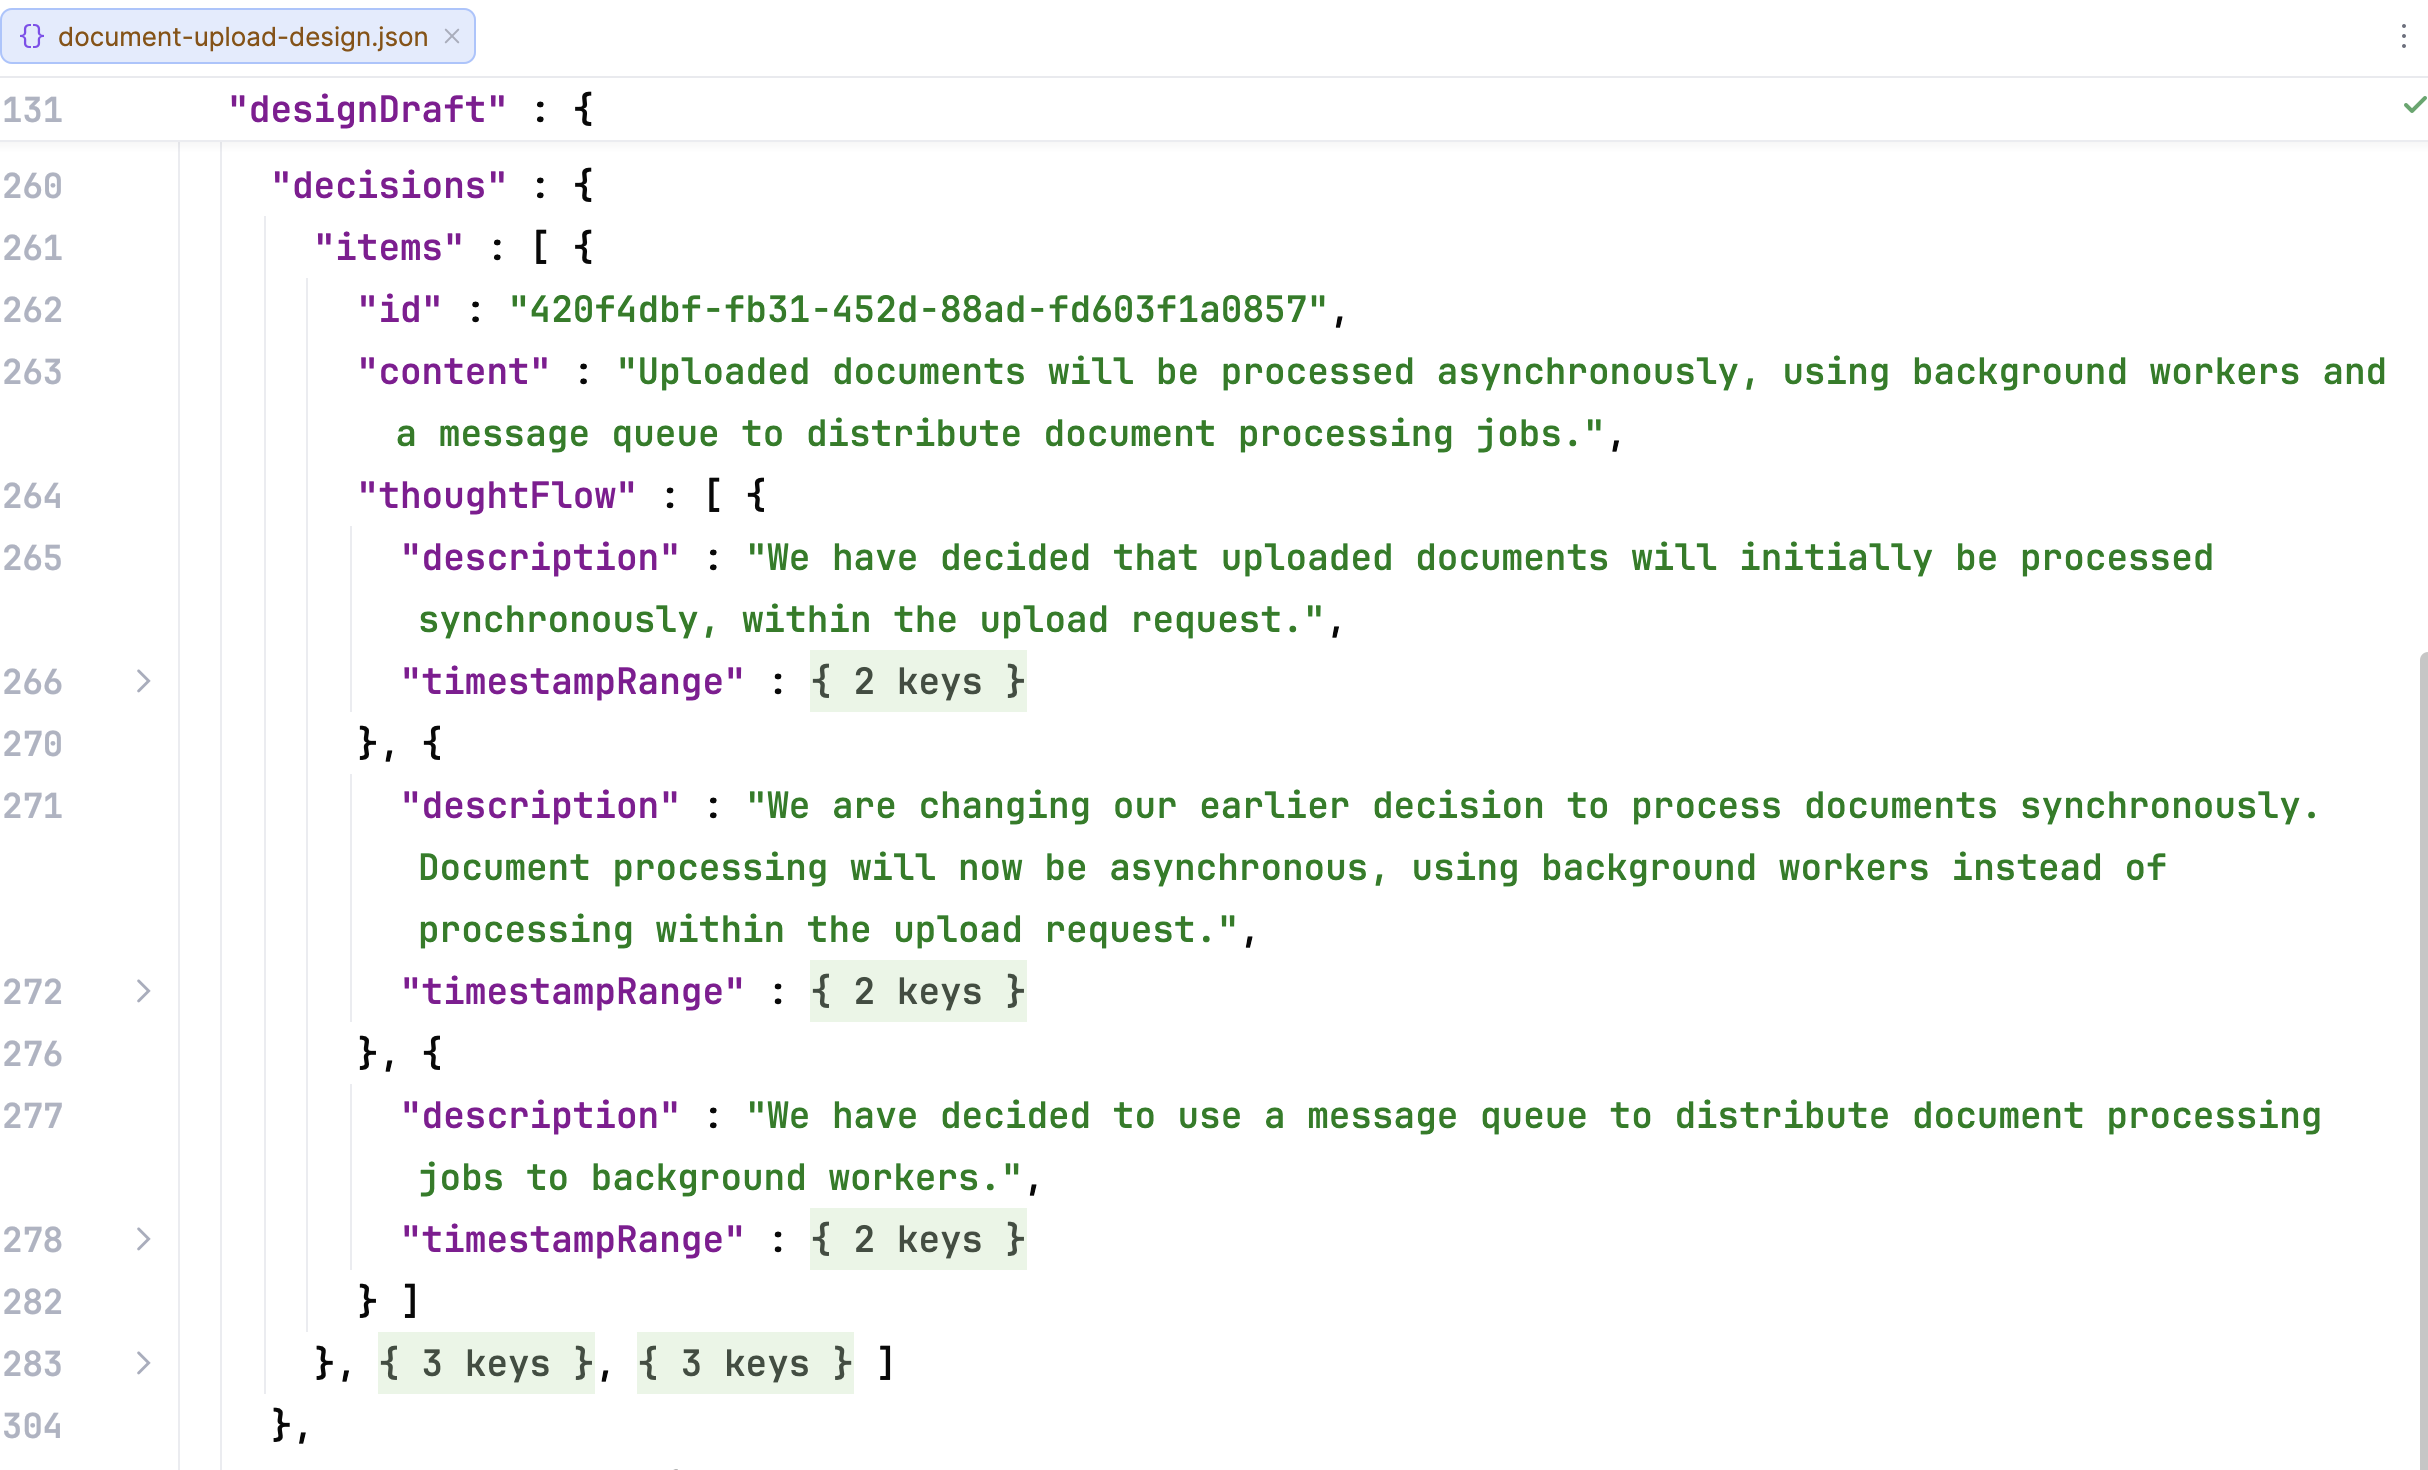 {} document-upload-design.json ×
131 "designDraft" : {
260 "decisions" : {
261 "items" : [ {
262 "id" : "420f4dbf-fb31-452d-88ad-fd603f1a0857",
263 "content" : "Uploaded documents will be processed asynchronously, using background workers and
a message queue to distribute document processing jobs.",
264 "thoughtFlow" : [ {
265 "description" : "We have decided that uploaded documents will initially be processed
synchronously, within the upload request.",
266 "timestampRange" : { 2 keys }
270 }, {
271 "description" : "We are changing our earlier decision to process documents synchronously.
Document processing will now be asynchronous, using background workers instead of
processing within the upload request.",
272 "timestampRange" : { 2 keys }
276 }, {
277 "description" : "We have decided to use a message queue to distribute document processing
jobs to background workers.",
278 "timestampRange" : { 2 keys }
282 } ]
283 }, { 3 keys }, { 3 keys } ]
304 },